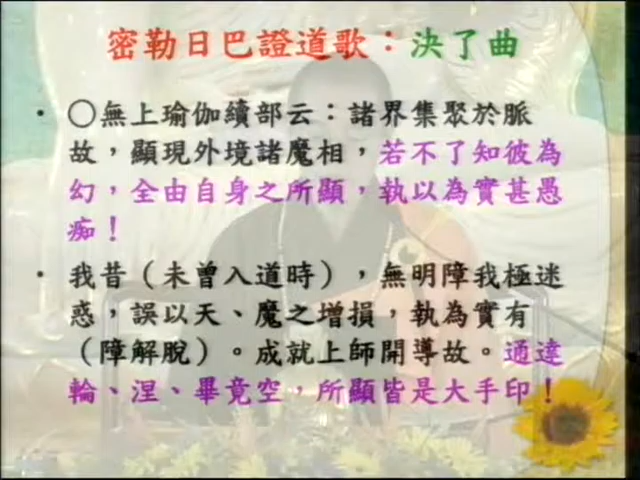 密勒日巴證道歌：決了曲
• ○無上瑜伽續部云：諸界集聚於脈
故，顯現外境諸魔相，若不了知彼為
幻，全由自身之所顯，執以為實甚愚
痴！
• 我昔（未曾入道時），無明障我極迷
惑，誤以天、魔之增損，執為實有
（障解脫）。成就上師開導故。通達
輪、涅、畢竟空，所顯皆是大手印！